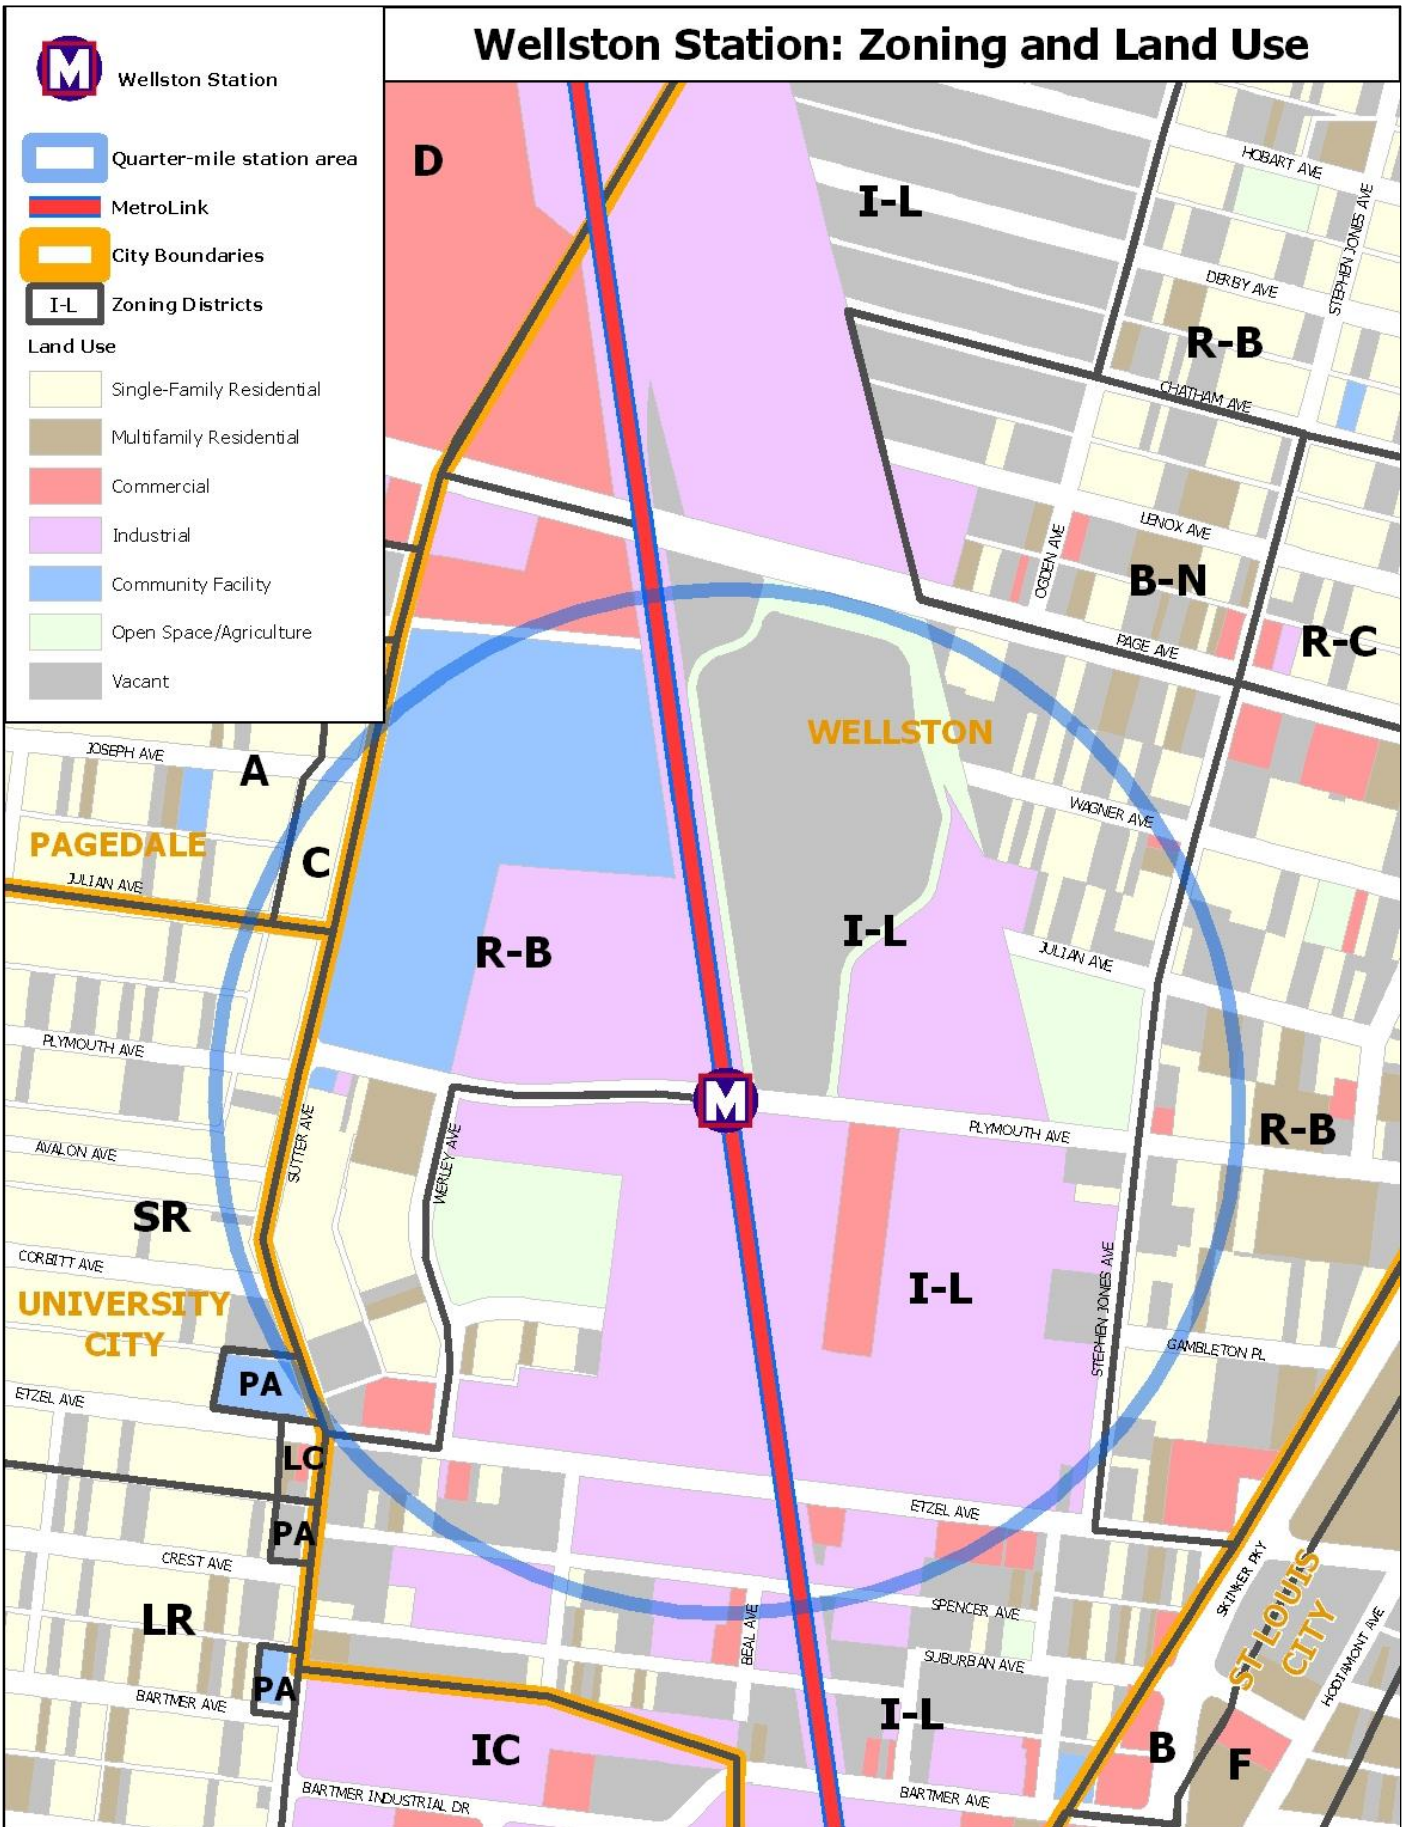 Wellston Station: Zoning and Land Use
M
Wellston Station
Quarter-mile station area
MetroLink
City Boundaries
I-L
Zoning Districts
Land Use
Single-Family Residential
Multifamily Residential
Commercial
Industrial
Community Facility
Open Space/Agriculture
Vacant
D
I-L
HOBART AVE
STEPHEN JONES AVE
DERBY AVE
R-B
CHATHAM AVE
LENOX AVE
OGDEN AVE
B-N
R-C
PAGE AVE
WELLSTON
JOSEPH AVE
A
PAGEDALE
C
JULIAN AVE
WAGNER AVE
I-L
R-B
JULIAN AVE
PLYMOUTH AVE
M
PLYMOUTH AVE
R-B
SUTTER AVE
WERLEY AVE
AVALON AVE
SR
CORBITT AVE
UNIVERSITY
CITY
I-L
STEPHEN JONES AVE
GAMBLETON PL
PA
ETZEL AVE
LC
ETZEL AVE
PA
CREST AVE
SKINKER PKY
ST LOUIS
CITY
LR
BEAL AVE
SPENCER AVE
SUBURBAN AVE
HODIAMONT AVE
PA
BARTMER AVE
I-L
IC
B
F
BARTMER INDUSTRIAL DR
BARTMER AVE